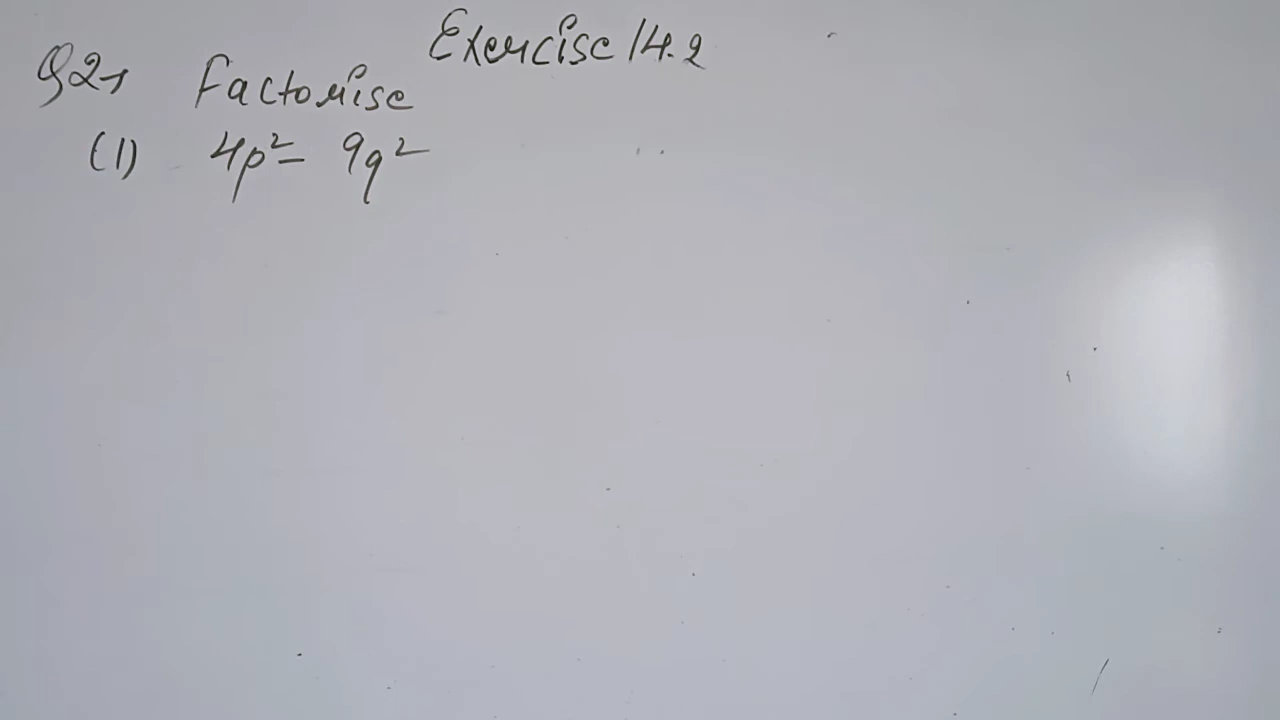 Exercise 14.2
Q2→ Factorise
(1) 4p² - 9q²